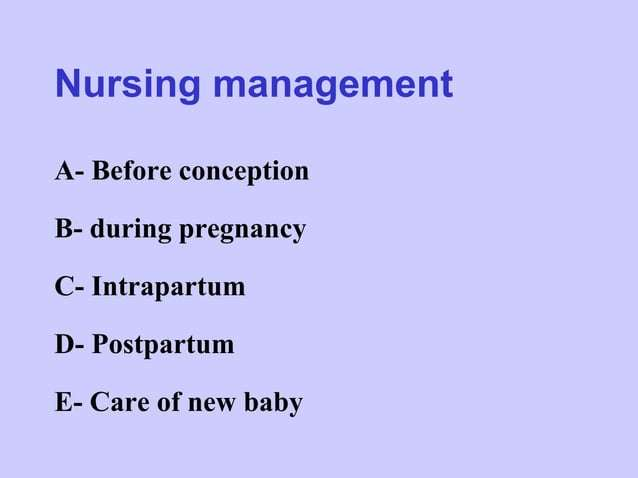 Nursing management
A- Before conception
B- during pregnancy
C- Intrapartum
D- Postpartum
E- Care of new baby